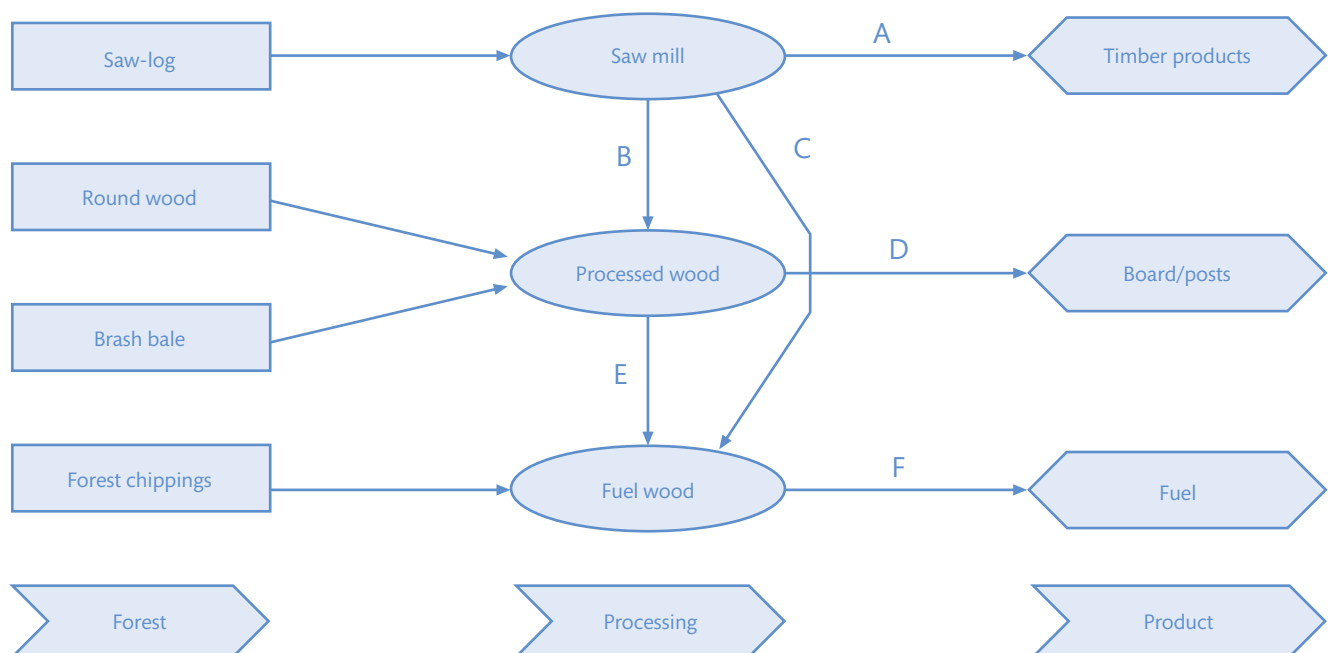 Saw-log
Saw mill
A
Timber products
B
C
Round wood
Processed wood
D
Board/posts
Brash bale
E
Forest chippings
Fuel wood
F
Fuel
Forest
Processing
Product